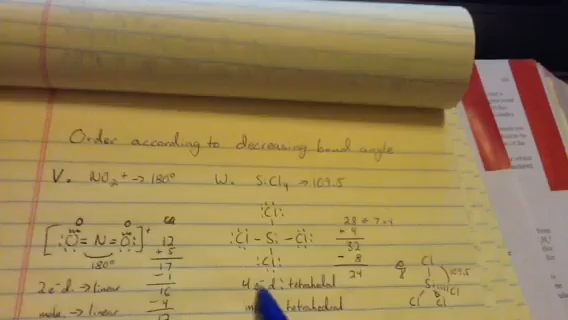 Order according to decreasing bond angle
V. NO2+ → 180° W. SiCl4 → 109.5
[:Ö=N=Ö:]+
180°
12
+5
17
-1
16
-4
12
:Cl:
:Cl-Si-Cl:
:Cl:
28 = 7×4
+4
32
-8
24
Cl
Si
Cl Cl Cl
109.5
2 e-d. → linear
4 e-d: tetrahedral
mole. → linear
tetrahedral